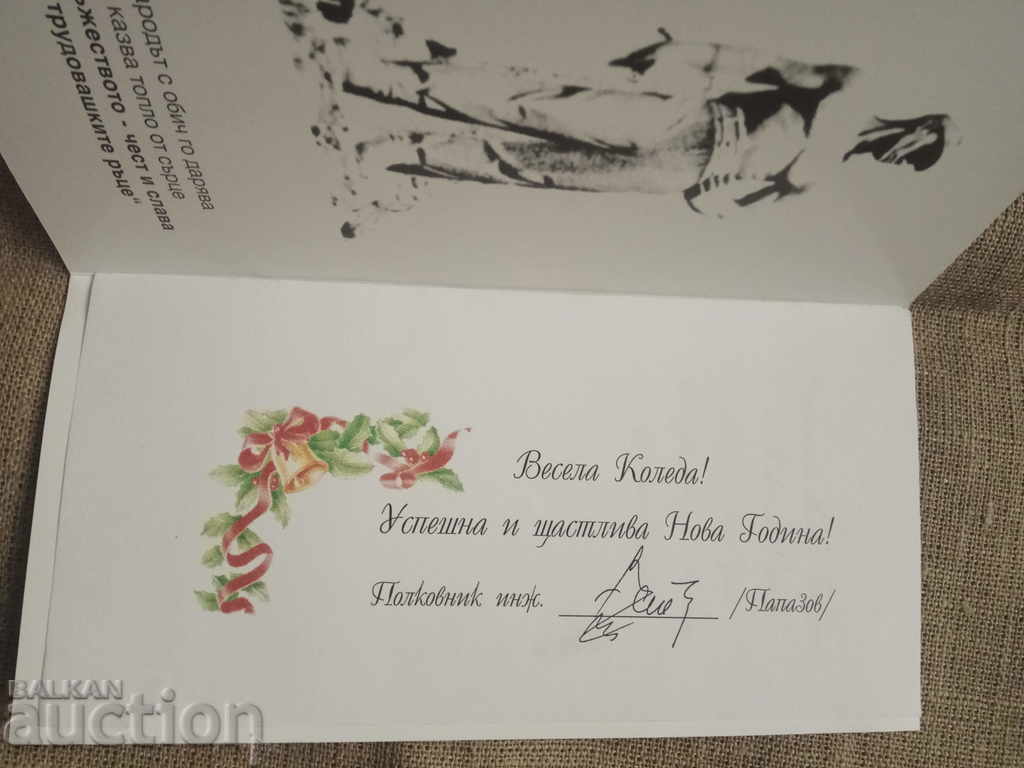 родът с обич го дарява
казва топло от сърце
жеството - чест и слава
трудовашките ръце"
Весела Коледа!
Успешна и щастлива Нова Година!
Полковник инж. /Папазов/
BALKAN
auction